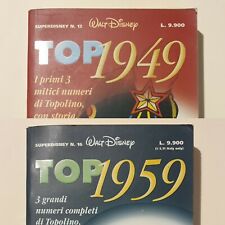 SUPERDISNEY N. 12 WALT DISNEY L. 9.900
TOP 1949
I primi 3
mitici numeri
di Topolino,
con storia
SUPERDISNEY N. 16 WALT DISNEY L. 9.900
TOP 1959
3 grandi
numeri completi
di Topolino,